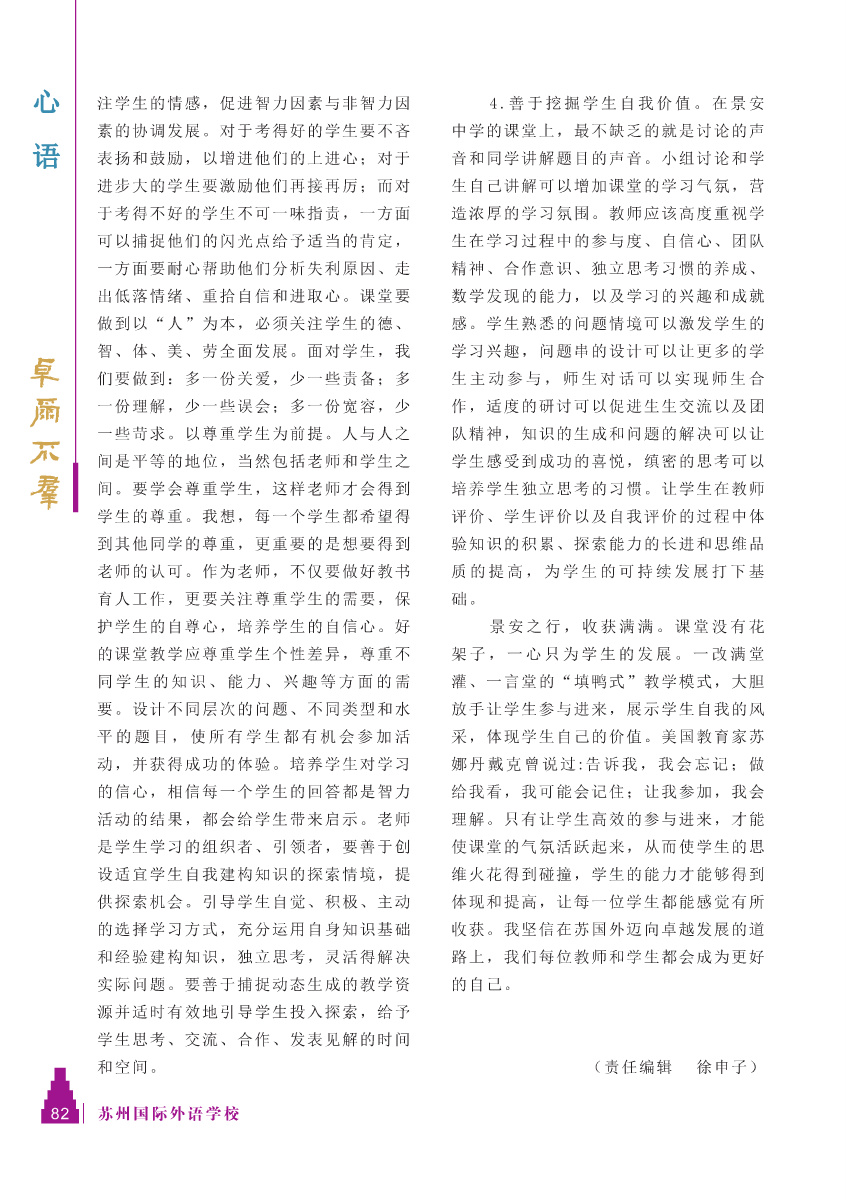 心
语
卓
尔
不
群
注学生的情感，促进智力因素与非智力因
素的协调发展。对于考得好的学生要不吝
表扬和鼓励，以增进他们的上进心；对于
进步大的学生要激励他们再接再厉；而对
于考得不好的学生不可一味指责，一方面
可以捕捉他们的闪光点给予适当的肯定，
一方面要耐心帮助他们分析失利原因、走
出低落情绪、重拾自信和进取心。课堂要
做到以“人”为本，必须关注学生的德、
智、体、美、劳全面发展。面对学生，我
们要做到：多一份关爱，少一些责备；多
一份理解，少一些误会；多一份宽容，少
一些苛求。以尊重学生为前提。人与人之
间是平等的地位，当然包括老师和学生之
间。要学会尊重学生，这样老师才会得到
学生的尊重。我想，每一个学生都希望得
到其他同学的尊重，更重要的是想要得到
老师的认可。作为老师，不仅要做好教书
育人工作，更要关注尊重学生的需要，保
护学生的自尊心，培养学生的自信心。好
的课堂教学应尊重学生个性差异，尊重不
同学生的知识、能力、兴趣等方面的需
要。设计不同层次的问题、不同类型和水
平的题目，使所有学生都有机会参加活
动，并获得成功的体验。培养学生对学习
的信心，相信每一个学生的回答都是智力
活动的结果，都会给学生带来启示。老师
是学生学习的组织者、引领者，要善于创
设适宜学生自我建构知识的探索情境，提
供探索机会。引导学生自觉、积极、主动
的选择学习方式，充分运用自身知识基础
和经验建构知识，独立思考，灵活得解决
实际问题。要善于捕捉动态生成的教学资
源并适时有效地引导学生投入探索，给予
学生思考、交流、合作、发表见解的时间
和空间。
4.善于挖掘学生自我价值。在景安
中学的课堂上，最不缺乏的就是讨论的声
音和同学讲解题目的声音。小组讨论和学
生自己讲解可以增加课堂的学习气氛，营
造浓厚的学习氛围。教师应该高度重视学
生在学习过程中的参与度、自信心、团队
精神、合作意识、独立思考习惯的养成、
数学发现的能力，以及学习的兴趣和成就
感。学生熟悉的问题情境可以激发学生的
学习兴趣，问题串的设计可以让更多的学
生主动参与，师生对话可以实现师生合
作，适度的研讨可以促进生生交流以及团
队精神，知识的生成和问题的解决可以让
学生感受到成功的喜悦，缜密的思考可以
培养学生独立思考的习惯。让学生在教师
评价、学生评价以及自我评价的过程中体
验知识的积累、探索能力的长进和思维品
质的提高，为学生的可持续发展打下基
础。
景安之行，收获满满。课堂没有花
架子，一心只为学生的发展。一改满堂
灌、一言堂的“填鸭式”教学模式，大胆
放手让学生参与进来，展示学生自我的风
采，体现学生自己的价值。美国教育家苏
娜丹戴克曾说过:告诉我，我会忘记；做
给我看，我可能会记住；让我参加，我会
理解。只有让学生高效的参与进来，才能
使课堂的气氛活跃起来，从而使学生的思
维火花得到碰撞，学生的能力才能够得到
体现和提高，让每一位学生都能感觉有所
收获。我坚信在苏国外迈向卓越发展的道
路上，我们每位教师和学生都会成为更好
的自己。
（责任编辑 徐申子）
82 苏州国际外语学校